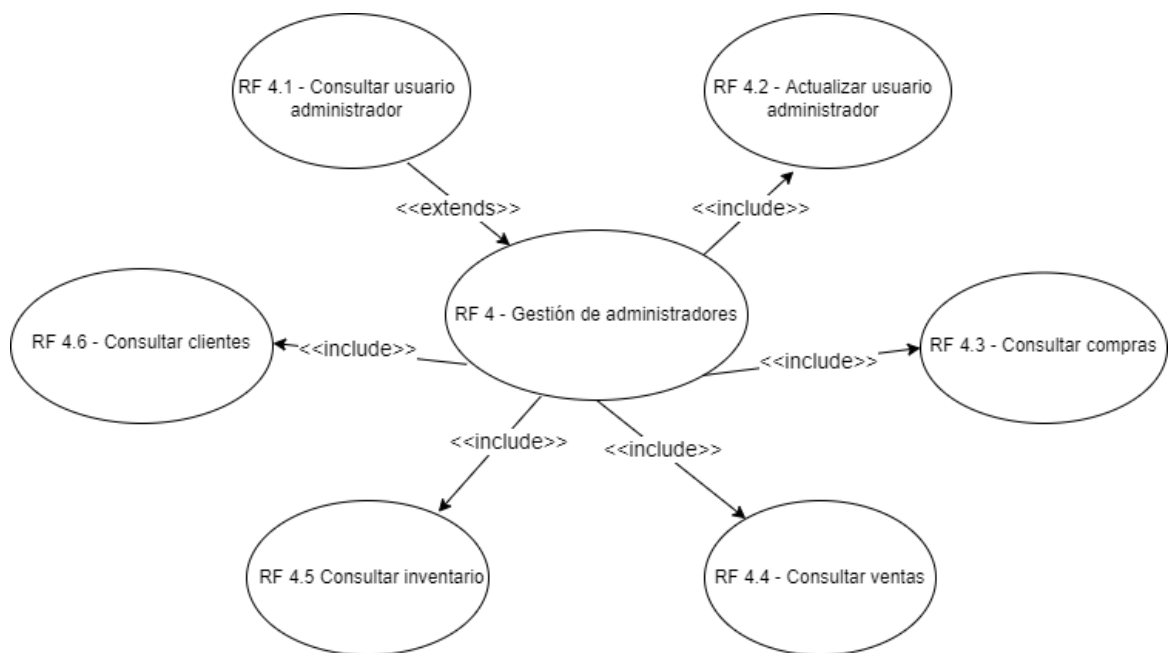 RF 4.1 - Consultar usuario
administrador
RF 4.2 - Actualizar usuario
administrador
<<extends>>
<<include>>
RF 4 - Gestión de administradores
RF 4.6 - Consultar clientes
<<include>>
<<include>>
RF 4.3 - Consultar compras
<<include>>
<<include>>
RF 4.5 Consultar inventario
RF 4.4 - Consultar ventas